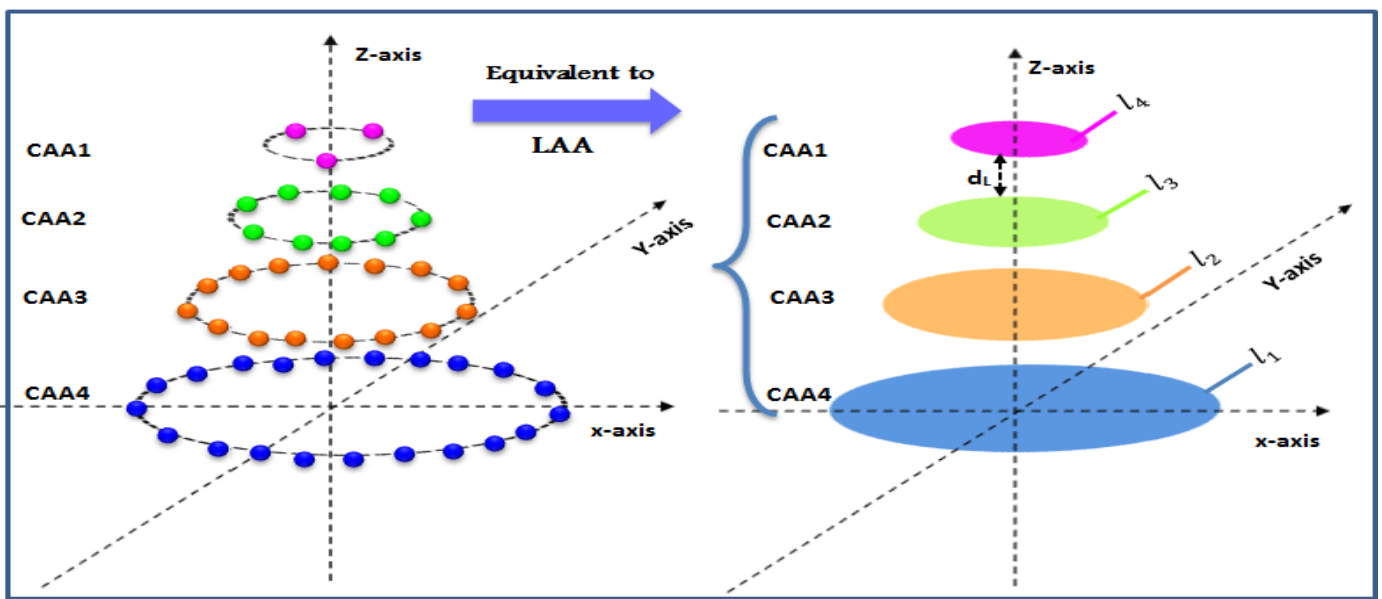 Z-axis
Equivalent to
LAA
CAA1
CAA2
CAA3
CAA4
Y-axis
x-axis
Z-axis
l4
CAA1
dL
l3
CAA2
l2
Y-axis
CAA3
l1
CAA4
x-axis